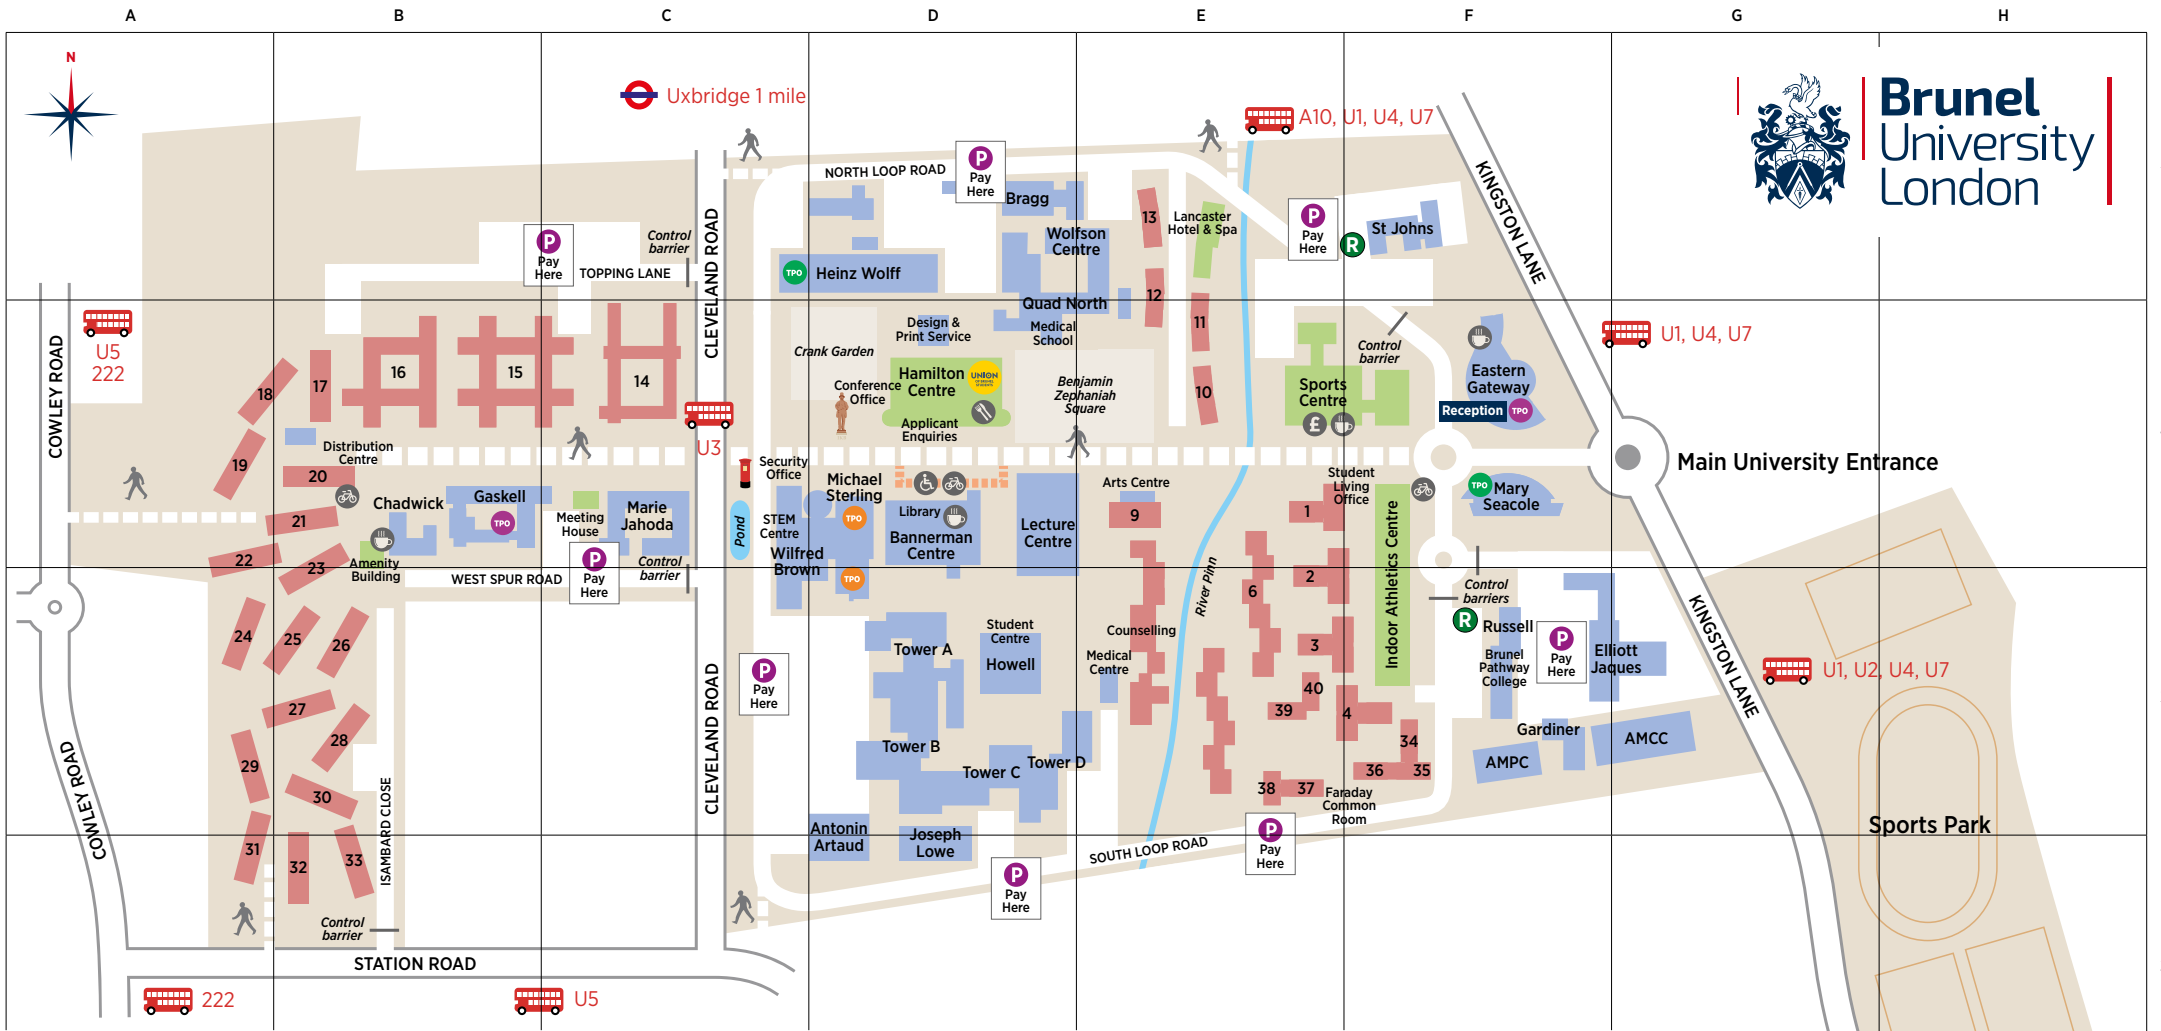 A
B
C
D
E
F
G
H
N
Uxbridge 1 mile
A10, U1, U4, U7
Brunel
University
London
NORTH LOOP ROAD
P
Pay
Here
Bragg
KINGSTON LANE
13
Lancaster
Hotel & Spa
P
Pay
Here
R
St Johns
Control
barrier
P
Pay
Here
TOPPING LANE
CLEVELAND ROAD
Wolfson
Centre
TPO
Heinz Wolff
12
Quad North
COWLEY ROAD
U5
222
Design &
Print Service
Medical
School
11
Control
barrier
U1, U4, U7
Crank Garden
18
17
16
15
14
Conference
Office
Hamilton
Centre
UNION
Applicant
Enquiries
Benjamin
Zephaniah
Square
10
Sports
Centre
£
Eastern
Gateway
Reception
TPO
U3
Distribution
Centre
19
20
Security
Office
Michael
Sterling
Main University Entrance
Chadwick
Gaskell
TPO
Meeting
House
Marie
Jahoda
Pond
STEM
Centre
TPO
Library
Bannerman
Centre
Lecture
Centre
Arts Centre
9
Student
Living
Office
1
TPO
Mary
Seacole
21
22
23
Amenity
Building
WEST SPUR ROAD
P
Pay
Here
Control
barrier
Wilfred
Brown
TPO
River Pinn
6
2
Indoor Athletics Centre
Control
barriers
24
25
26
CLEVELAND ROAD
P
Pay
Here
Tower A
Student
Centre
Howell
Counselling
Medical
Centre
3
R
Russell
Brunel
Pathway
College
P
Pay
Here
Elliott
Jaques
KINGSTON LANE
U1, U2, U4, U7
27
28
40
39
4
COWLEY ROAD
29
30
Tower B
Tower C
Tower D
34
36
35
Gardiner
AMPC
AMCC
38
37
Faraday
Common
Room
ISAMBARD CLOSE
31
32
33
Antonin
Artaud
Joseph
Lowe
P
Pay
Here
SOUTH LOOP ROAD
P
Pay
Here
Sports Park
Control
barrier
STATION ROAD
222
U5